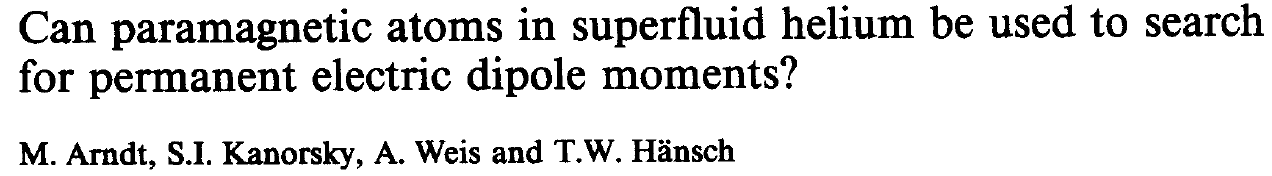 Can paramagnetic atoms in superfluid helium be used to search
for permanent electric dipole moments?
M. Arndt, S.I. Kanorsky, A. Weis and T.W. Hänsch